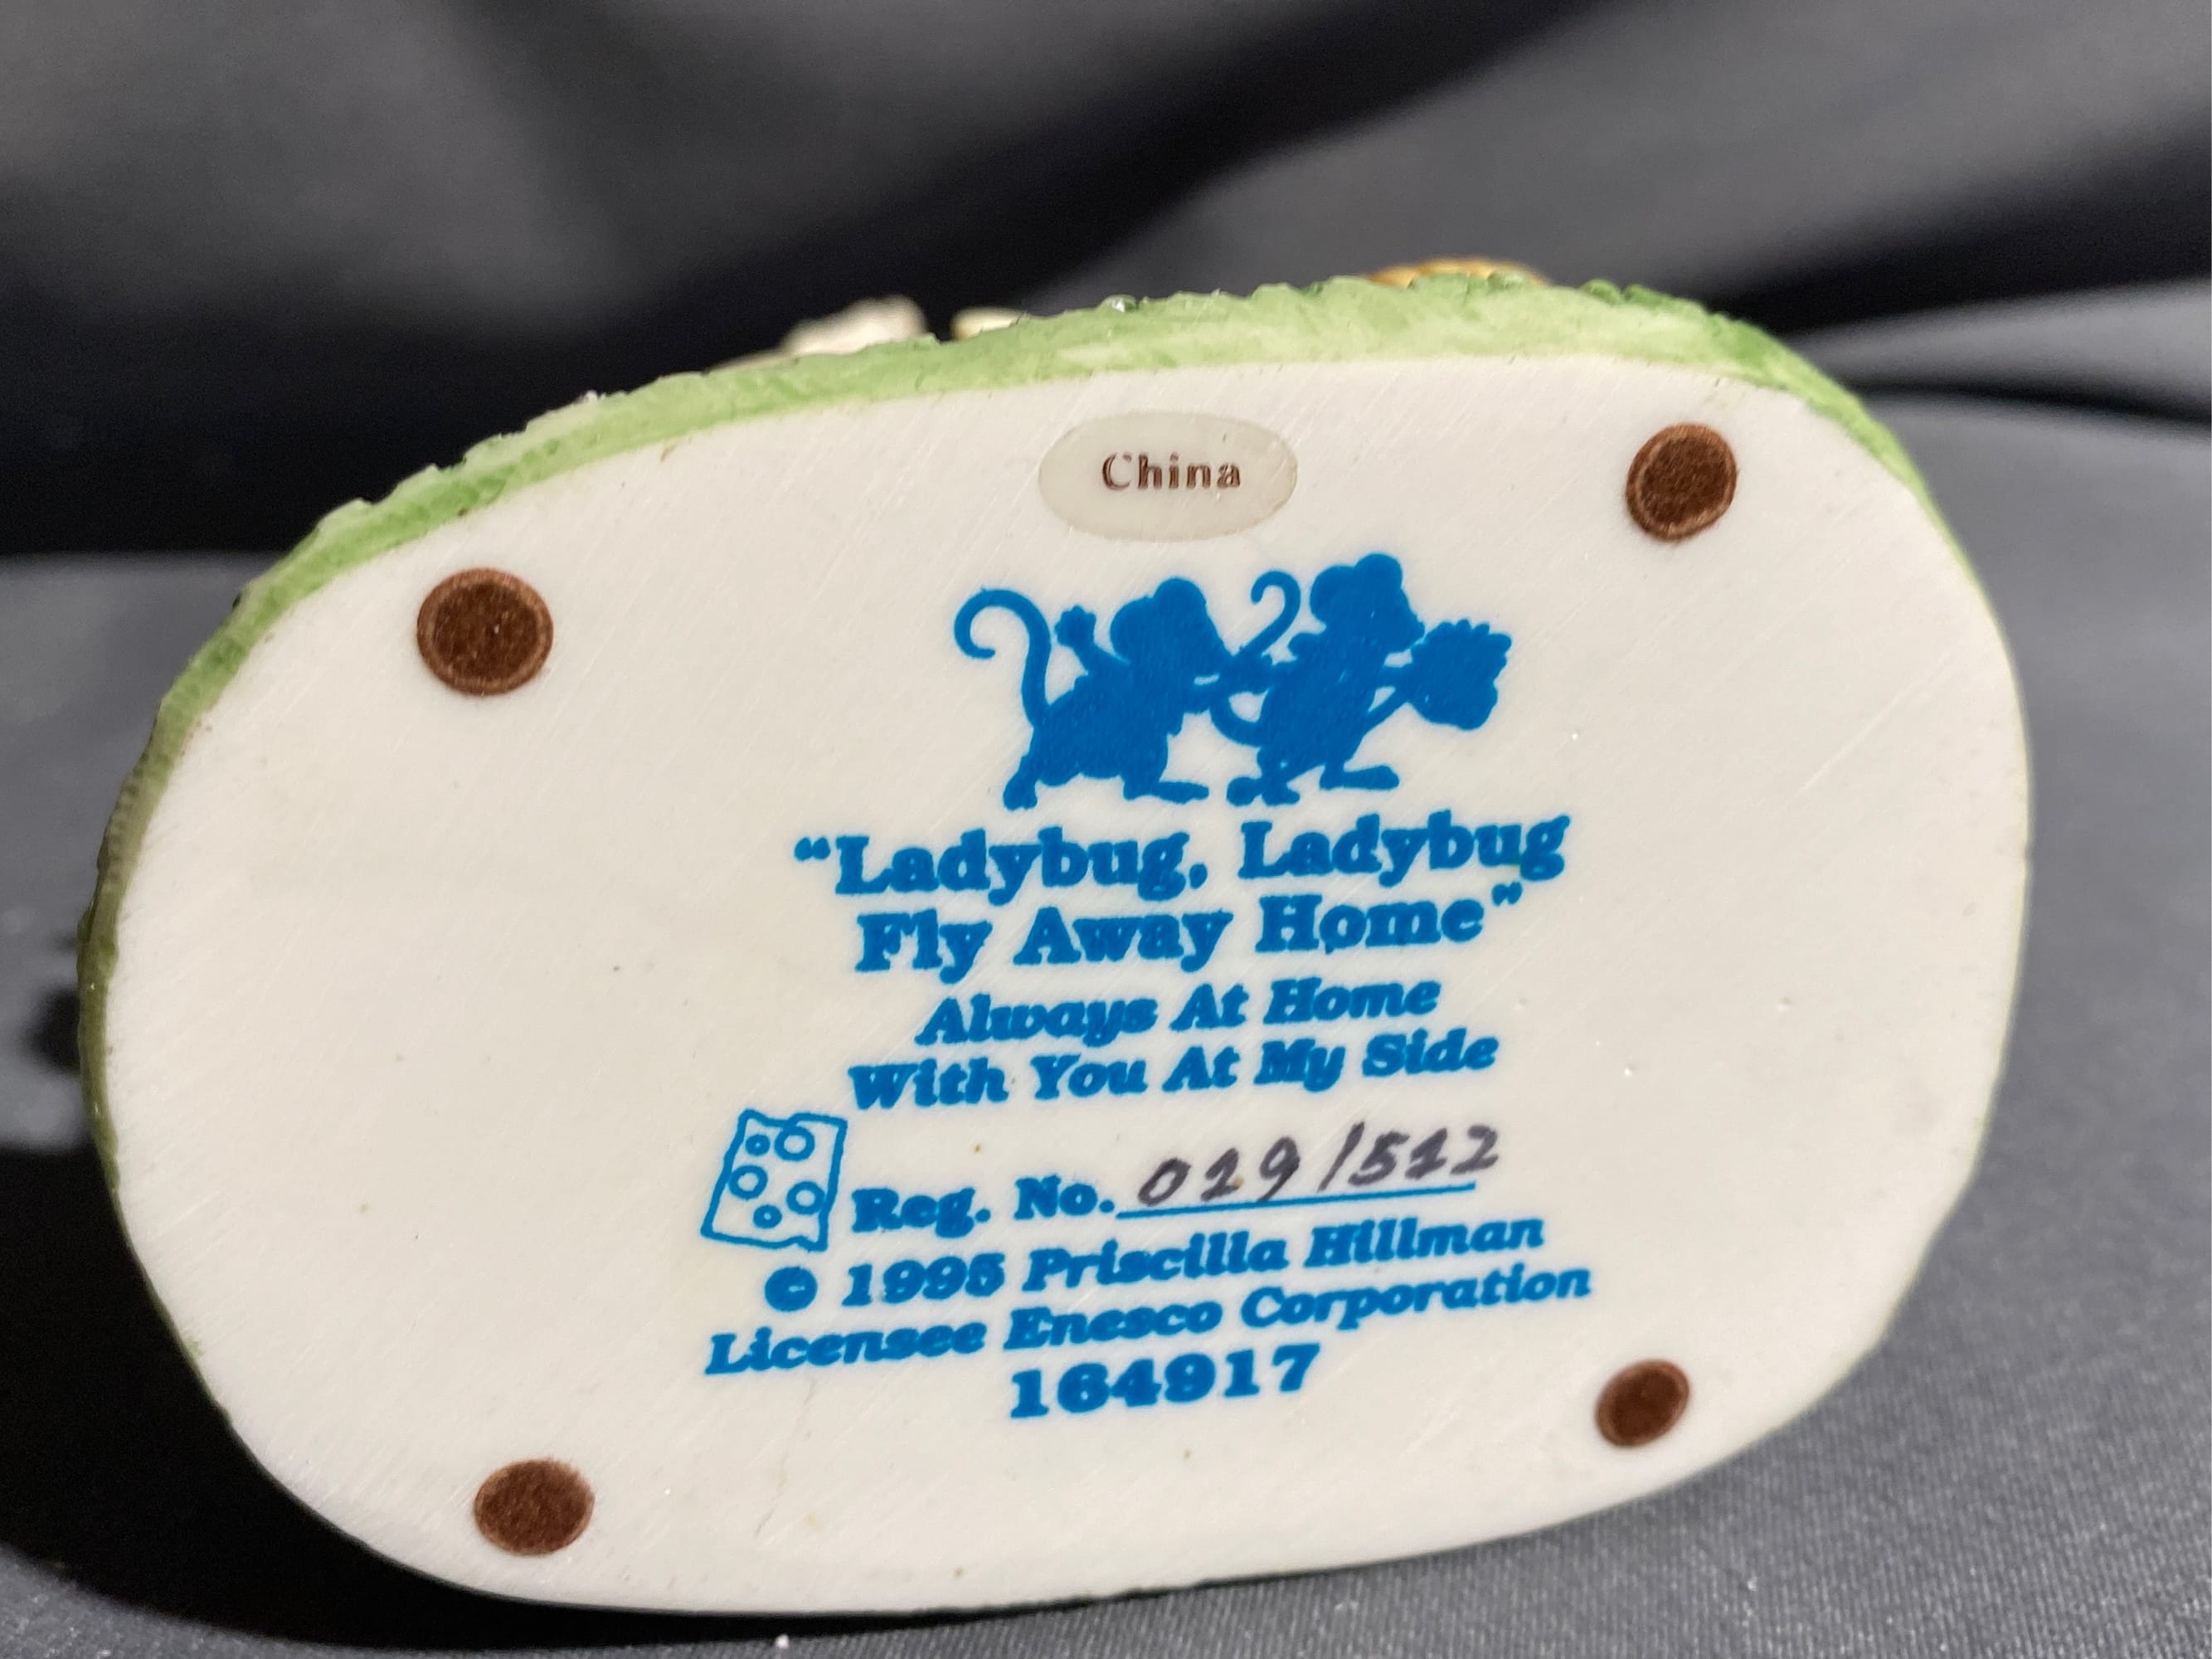 China
“Ladybug, Ladybug
Fly Away Home”
Always At Home
With You At My Side
Reg. No. 029/522
© 1995 Priscilla Hillman
Licensee Enesco Corporation
164917